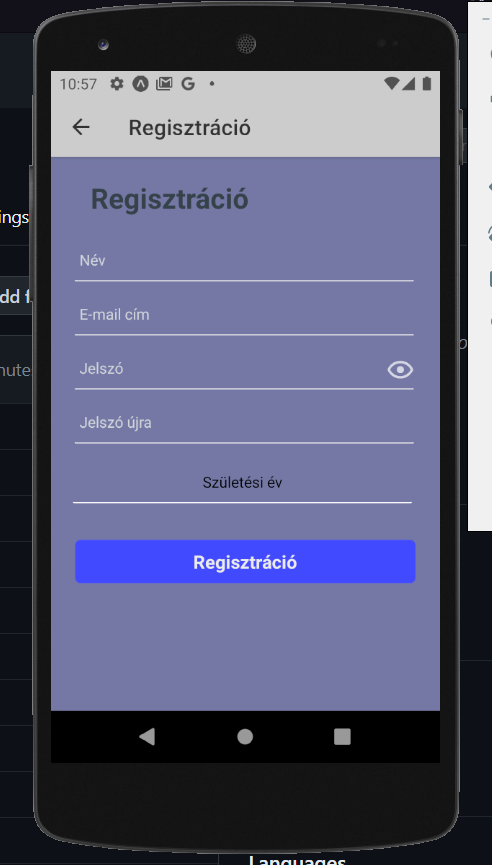 10:57
Regisztráció
Regisztráció
Név
E-mail cím
Jelszó
Jelszó újra
Születési év
Regisztráció
ings
dd f
nute
Languages